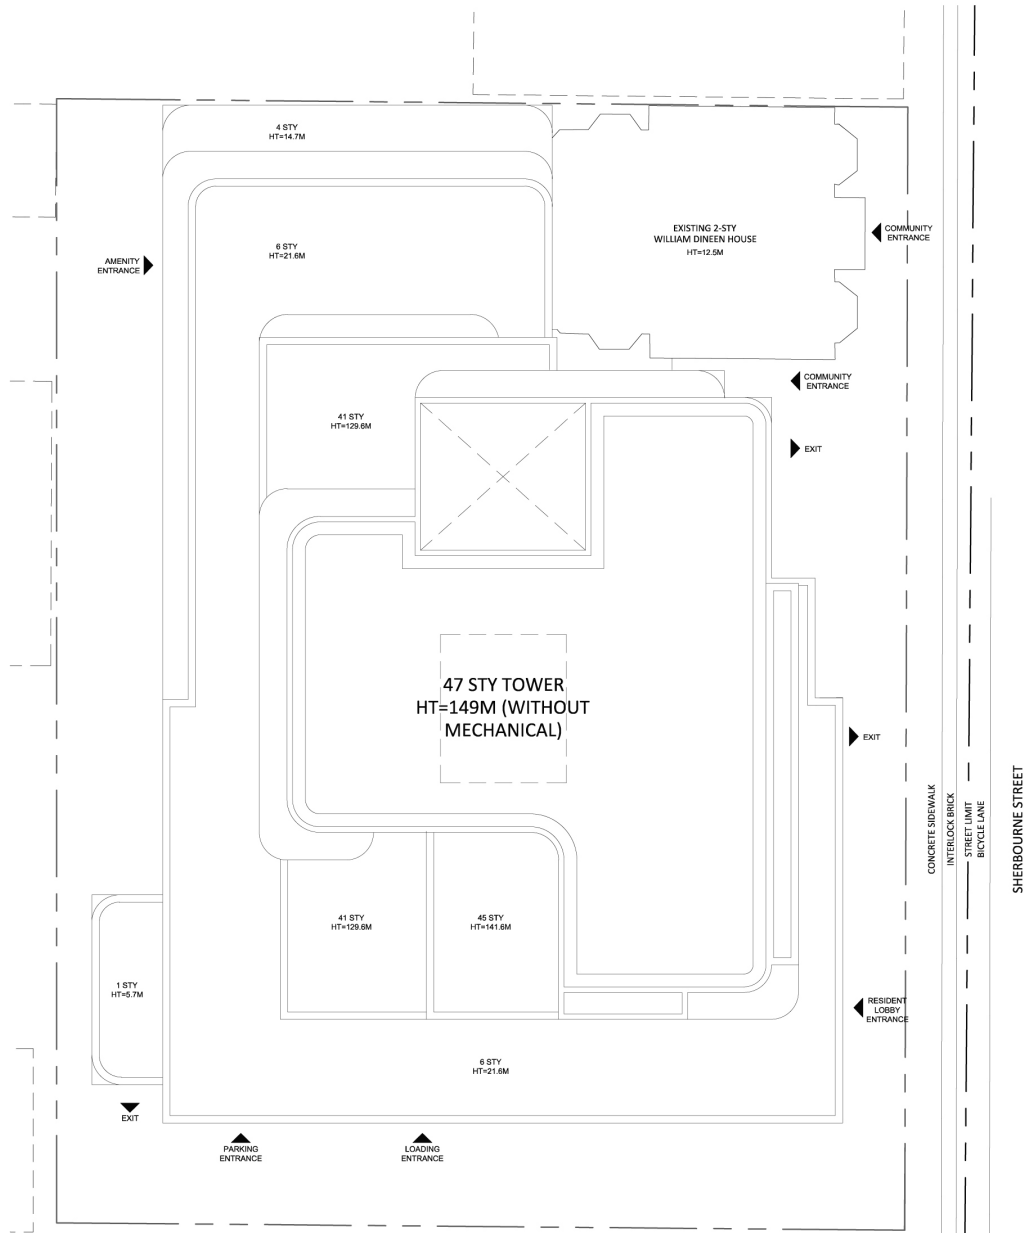 4 STY
HT=14.7M
EXISTING 2-STY
WILLIAM DINEEN HOUSE
HT=12.5M
COMMUNITY
ENTRANCE
6 STY
HT=21.6M
AMENITY
ENTRANCE
COMMUNITY
ENTRANCE
41 STY
HT=129.6M
EXIT
47 STY TOWER
HT=149M (WITHOUT
MECHANICAL)
EXIT
CONCRETE SIDEWALK
INTERLOCK BRICK
STREET LIMIT
BICYCLE LANE
SHERBOURNE STREET
41 STY
HT=129.6M
45 STY
HT=141.6M
1 STY
HT=5.7M
RESIDENT
LOBBY
ENTRANCE
6 STY
HT=21.6M
EXIT
PARKING
ENTRANCE
LOADING
ENTRANCE